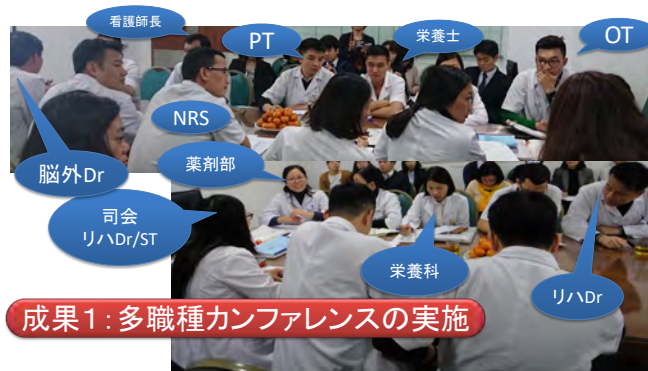 看護師長
PT
栄養士
OT
NRS
脳外Dr
薬剤部
司会
リハDr/ST
栄養科
リハDr
成果1:多職種カンファレンスの実施